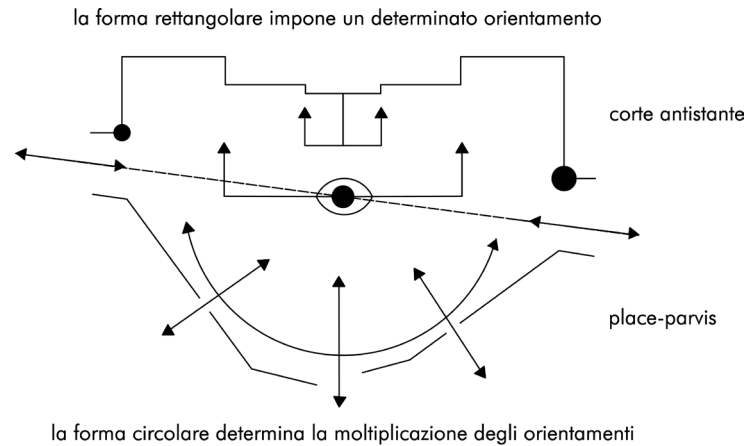 la forma rettangolare impone un determinato orientamento
corte antistante
place-parvis
la forma circolare determina la moltiplicazione degli orientamenti